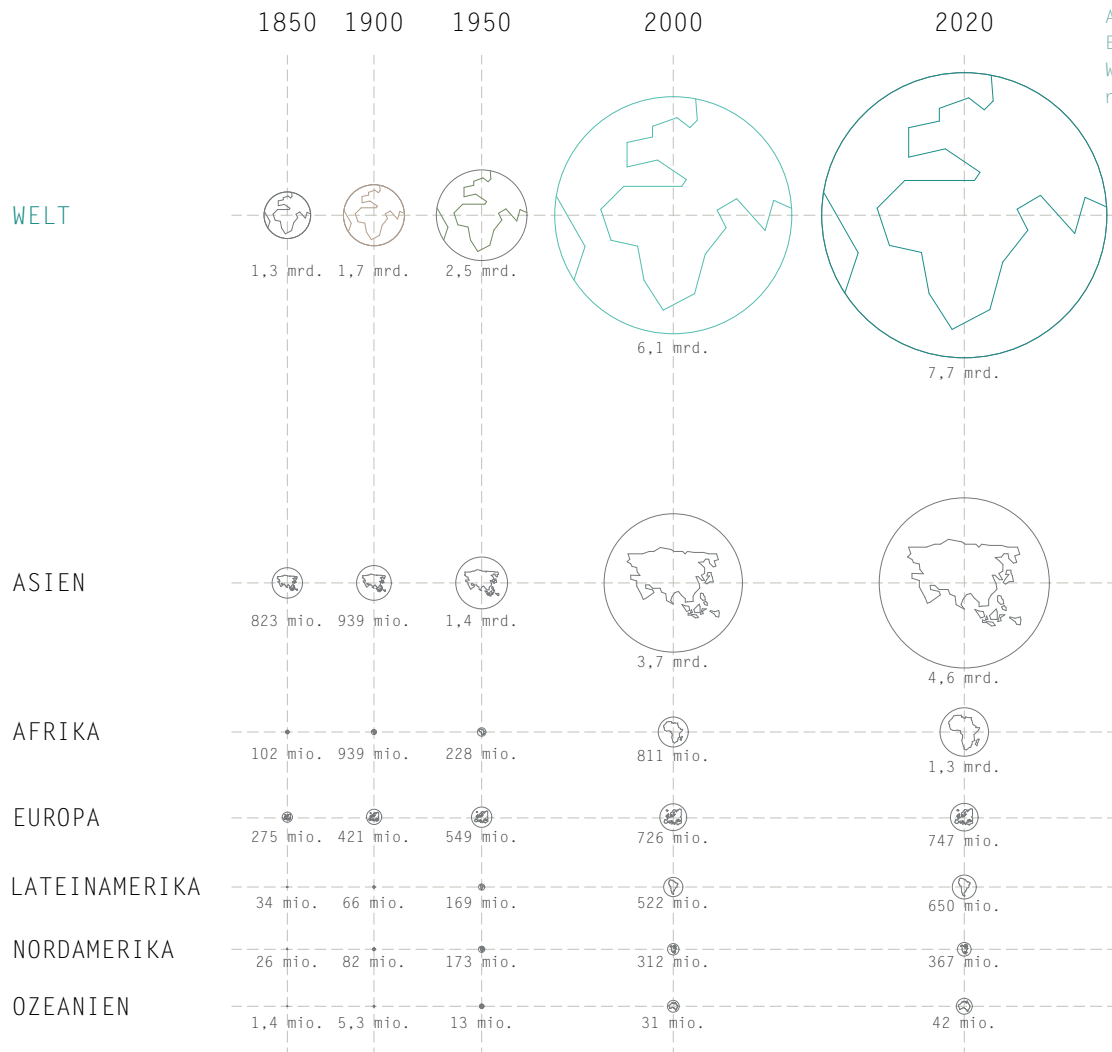 1850 1900 1950 2000 2020
WELT
1,3 mrd. 1,7 mrd. 2,5 mrd. 6,1 mrd. 7,7 mrd.
ASIEN
823 mio. 939 mio. 1,4 mrd. 3,7 mrd. 4,6 mrd.
AFRIKA
102 mio. 939 mio. 228 mio. 811 mio. 1,3 mrd.
EUROPA
275 mio. 421 mio. 549 mio. 726 mio. 747 mio.
LATEINAMERIKA
34 mio. 66 mio. 169 mio. 522 mio. 650 mio.
NORDAMERIKA
26 mio. 82 mio. 173 mio. 312 mio. 367 mio.
OZEANIEN
1,4 mio. 5,3 mio. 13 mio. 31 mio. 42 mio.